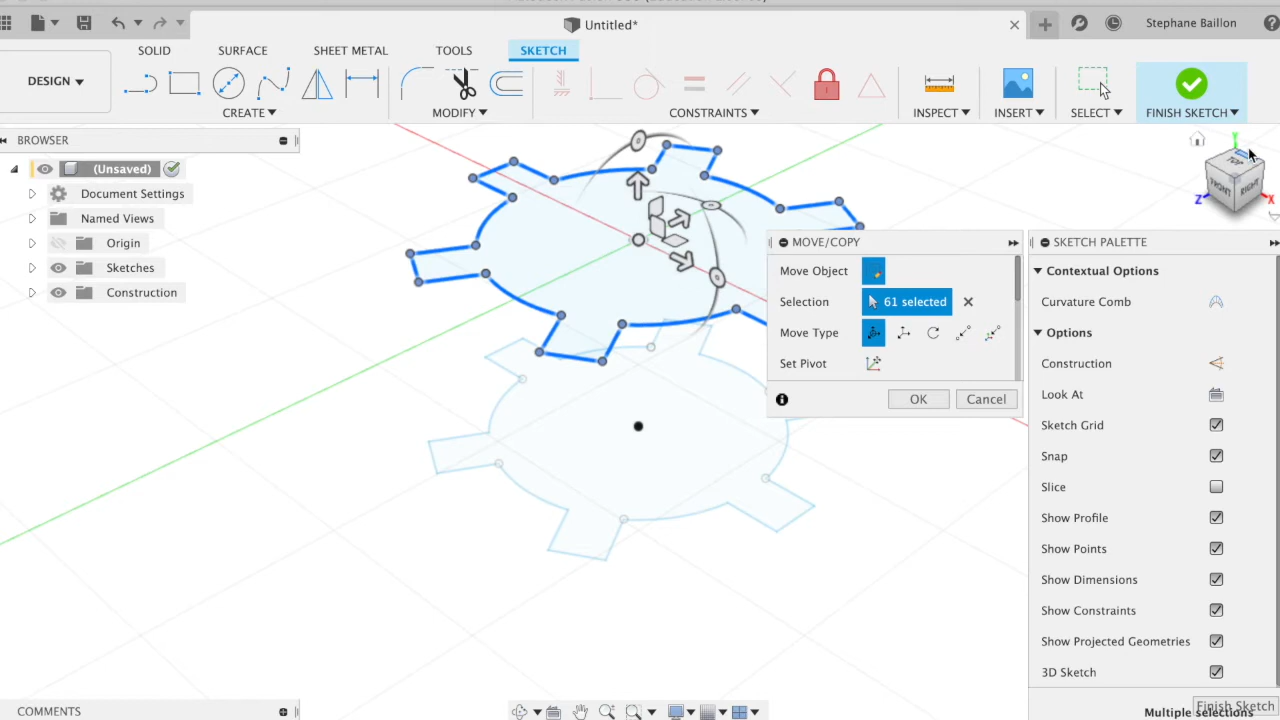 Untitled*
Stephane Baillon
SOLID SURFACE SHEET METAL TOOLS SKETCH
DESIGN
CREATE MODIFY CONSTRAINTS INSPECT INSERT SELECT FINISH SKETCH
BROWSER
(Unsaved)
Document Settings
Named Views
Origin
Sketches
Construction
TOP
FRONT
RIGHT
Y
Z
X
MOVE/COPY
Move Object
Selection 61 selected
Move Type
Set Pivot
OK Cancel
SKETCH PALETTE
Contextual Options
Curvature Comb
Options
Construction
Look At
Sketch Grid
Snap
Slice
Show Profile
Show Points
Show Dimensions
Show Constraints
Show Projected Geometries
3D Sketch
Finish Sketch
Multiple selections
COMMENTS